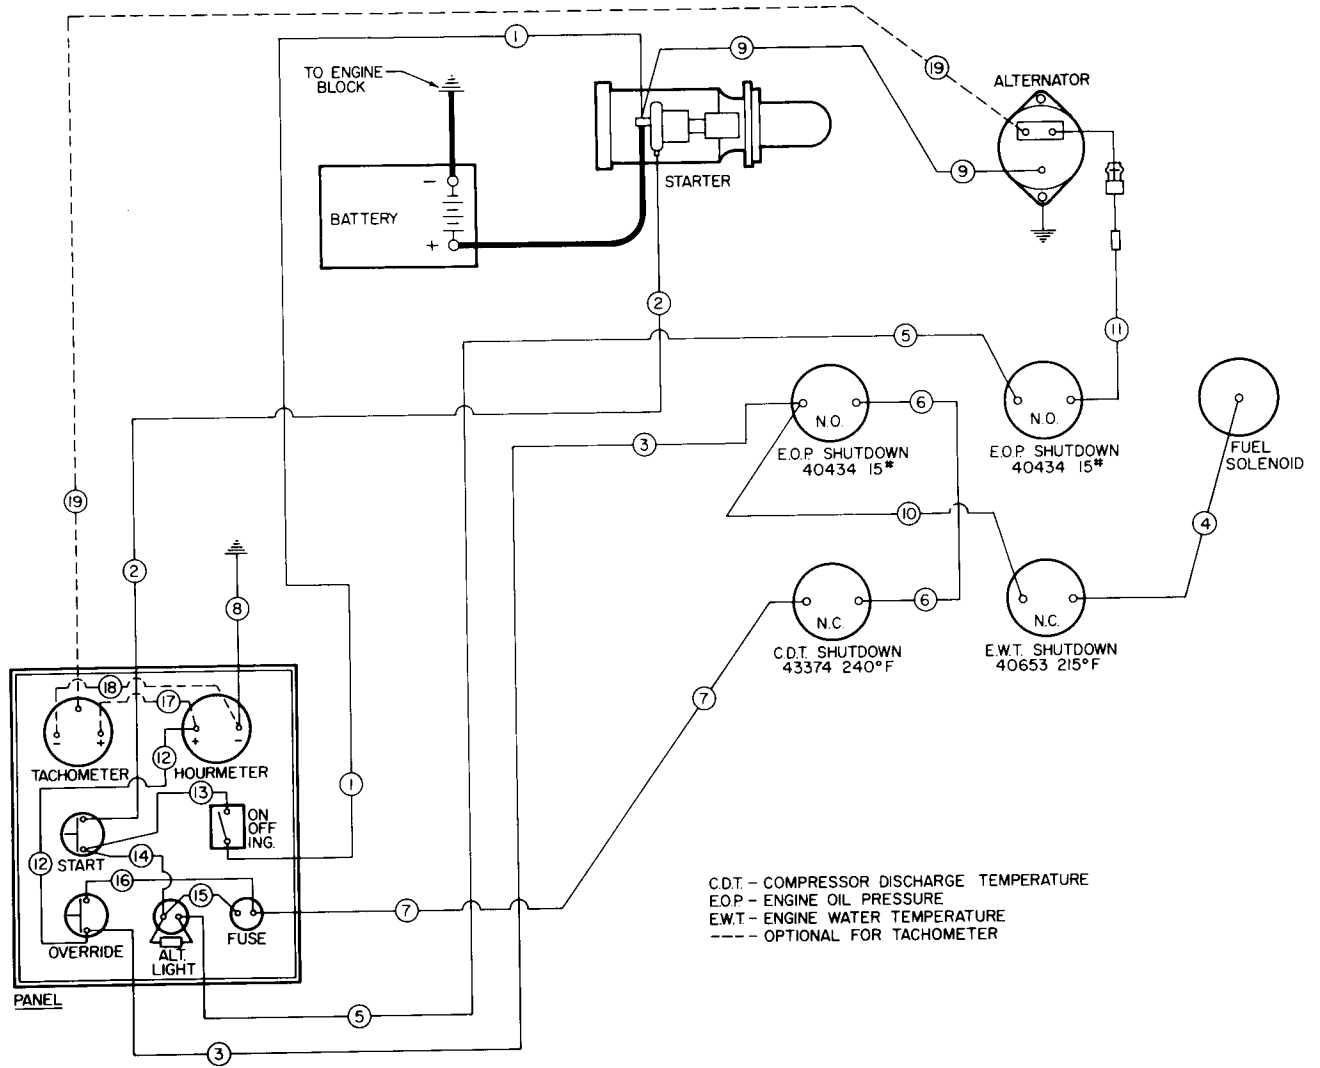 1
9
19
TO ENGINE
BLOCK
ALTERNATOR
STARTER
9
BATTERY
−
+
2
5
11
3
N.O.
6
N.O.
E.O.P. SHUTDOWN
40434 15#
E.O.P. SHUTDOWN
40434 15#
FUEL
SOLENOID
19
10
4
2
8
N.C.
6
N.C.
C.D.T. SHUTDOWN
43374 240°F
E.W.T. SHUTDOWN
40653 215°F
7
18
17
−
+
+
−
12
TACHOMETER
HOURMETER
13
1
ON
OFF
ING.
START
12
14
16
15
7
OVERRIDE
ALT.
LIGHT
FUSE
PANEL
5
3
C.D.T. – COMPRESSOR DISCHARGE TEMPERATURE
E.O.P. – ENGINE OIL PRESSURE
E.W.T. – ENGINE WATER TEMPERATURE
---- – OPTIONAL FOR TACHOMETER